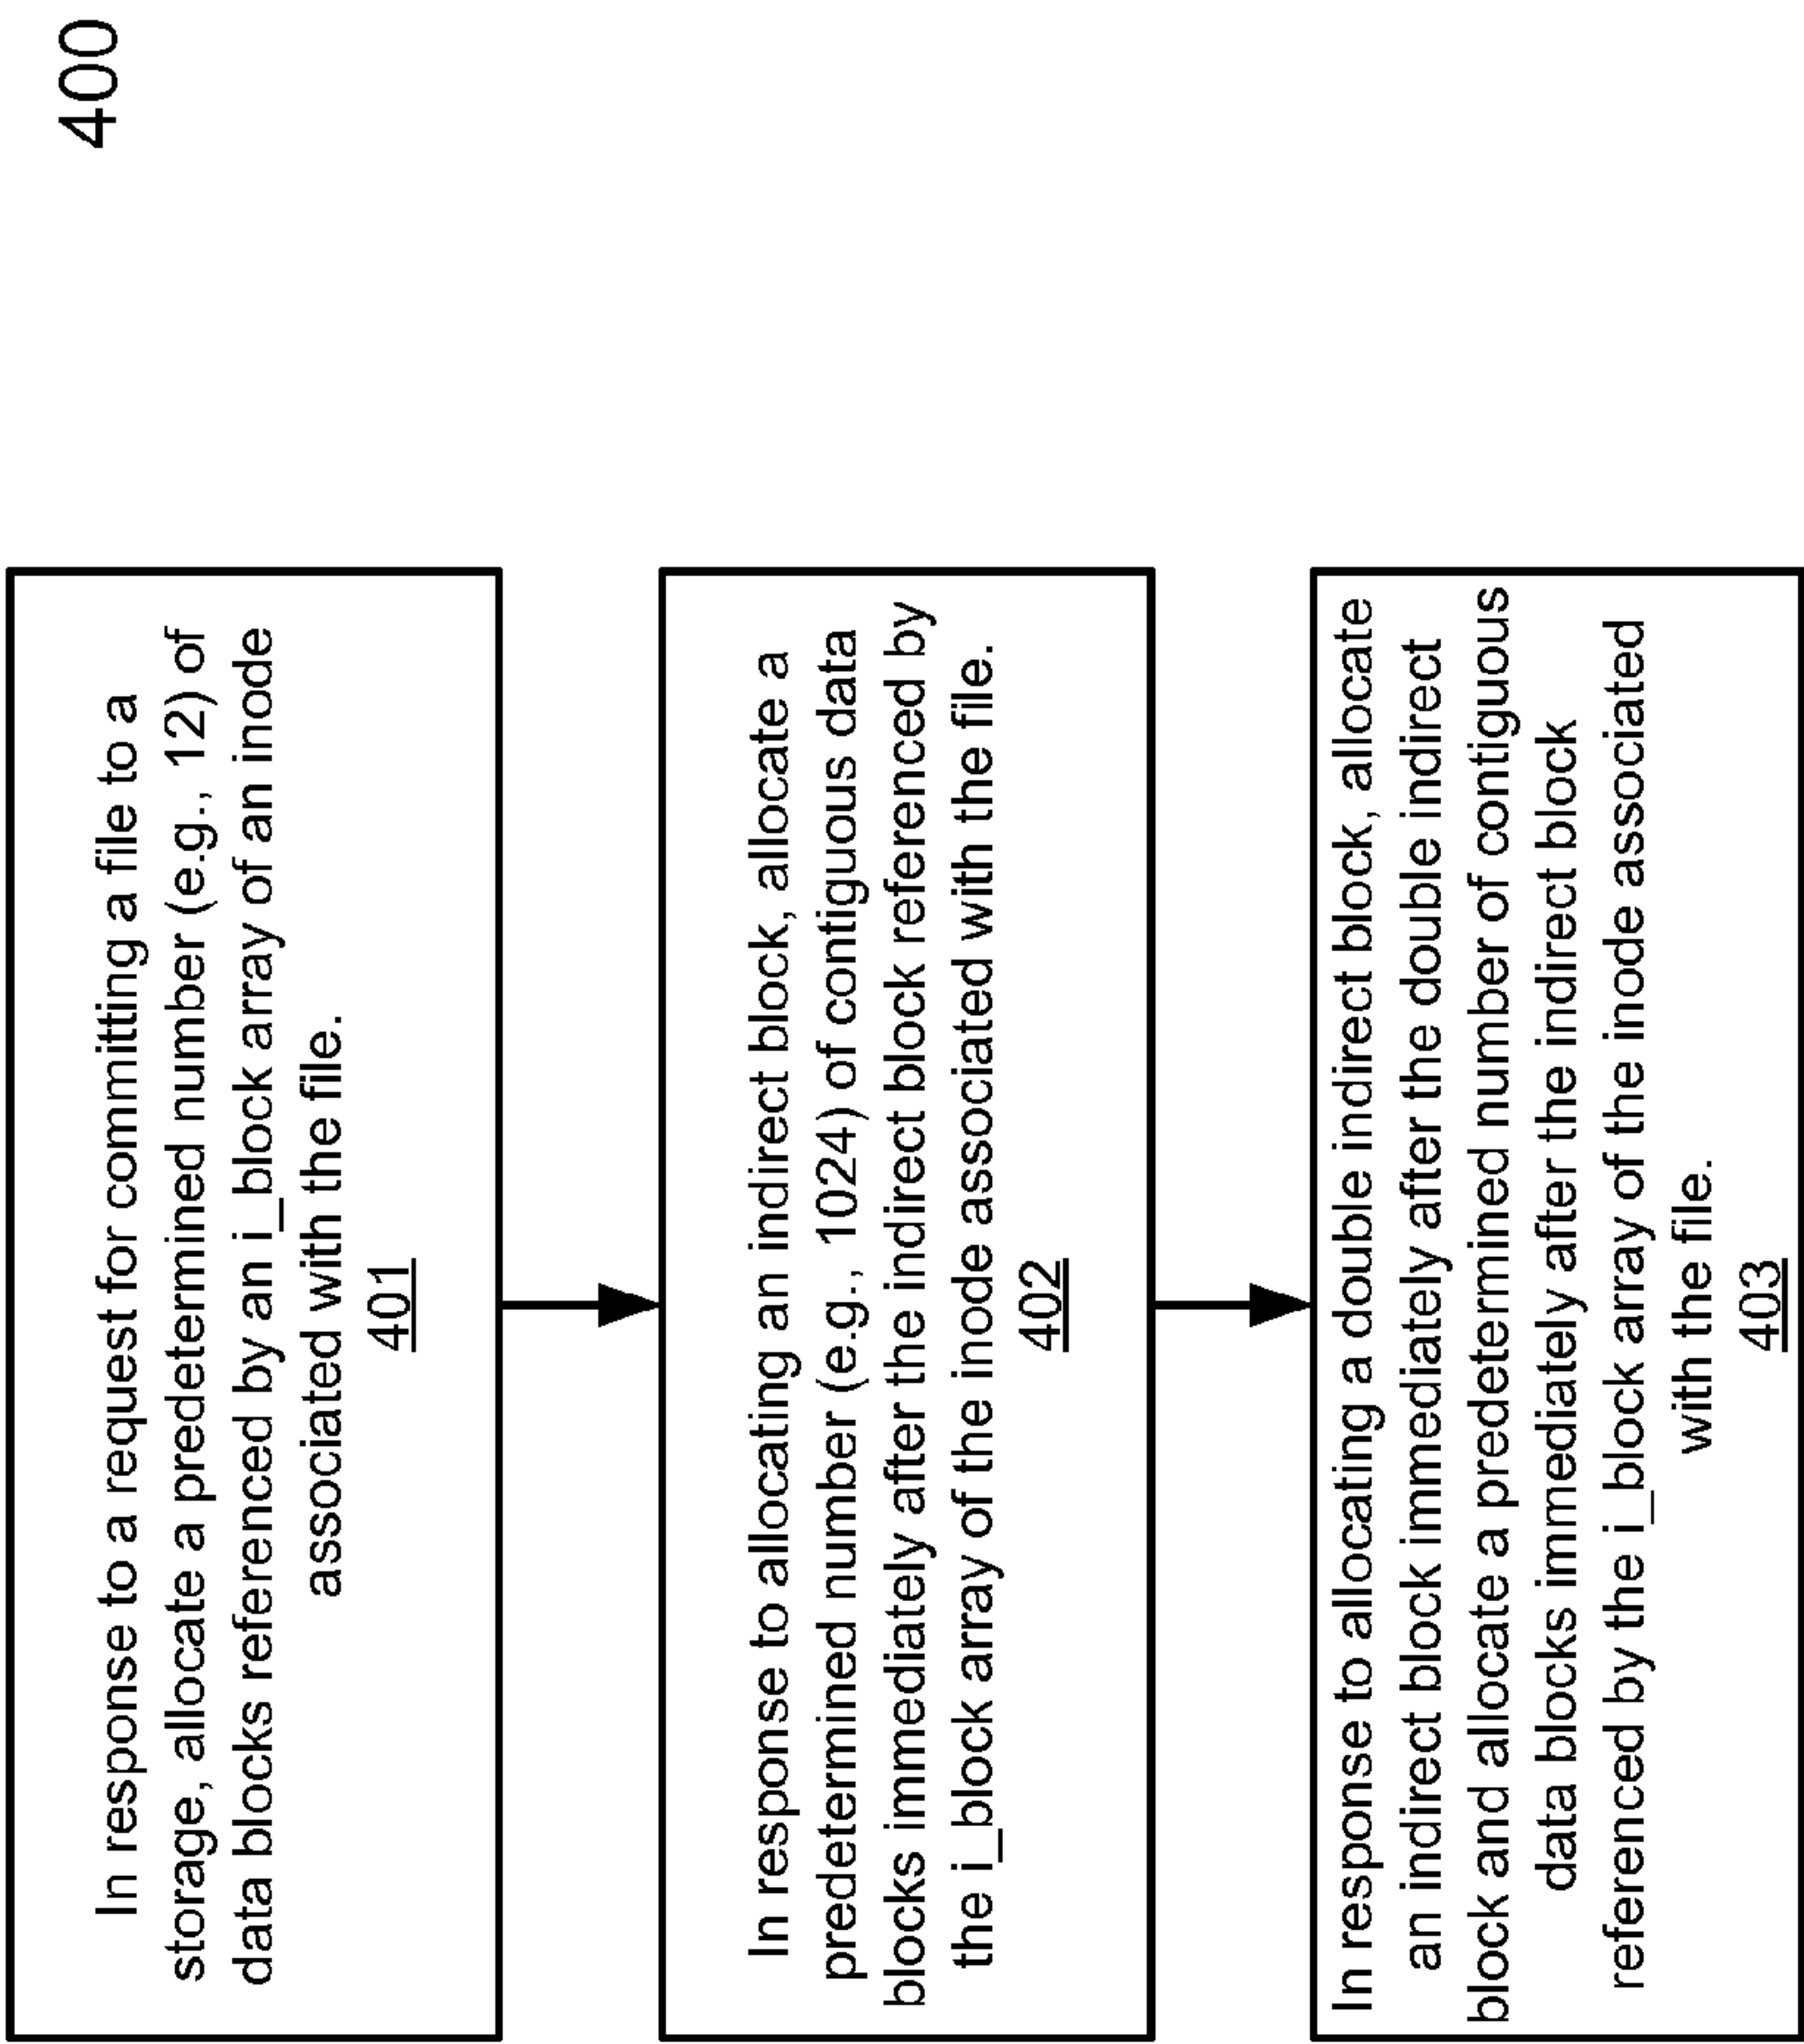 400
In response to a request for committing a file to a
storage, allocate a predetermined number (e.g., 12) of
data blocks referenced by an i_block array of an inode
associated with the file.
401
In response to allocating an indirect block, allocate a
predetermined number (e.g., 1024) of contiguous data
blocks immediately after the indirect block referenced by
the i_block array of the inode associated with the file.
402
In response to allocating a double indirect block, allocate
an indirect block immediately after the double indirect
block and allocate a predetermined number of contiguous
data blocks immediately after the indirect block
referenced by the i_block array of the inode associated
with the file.
403